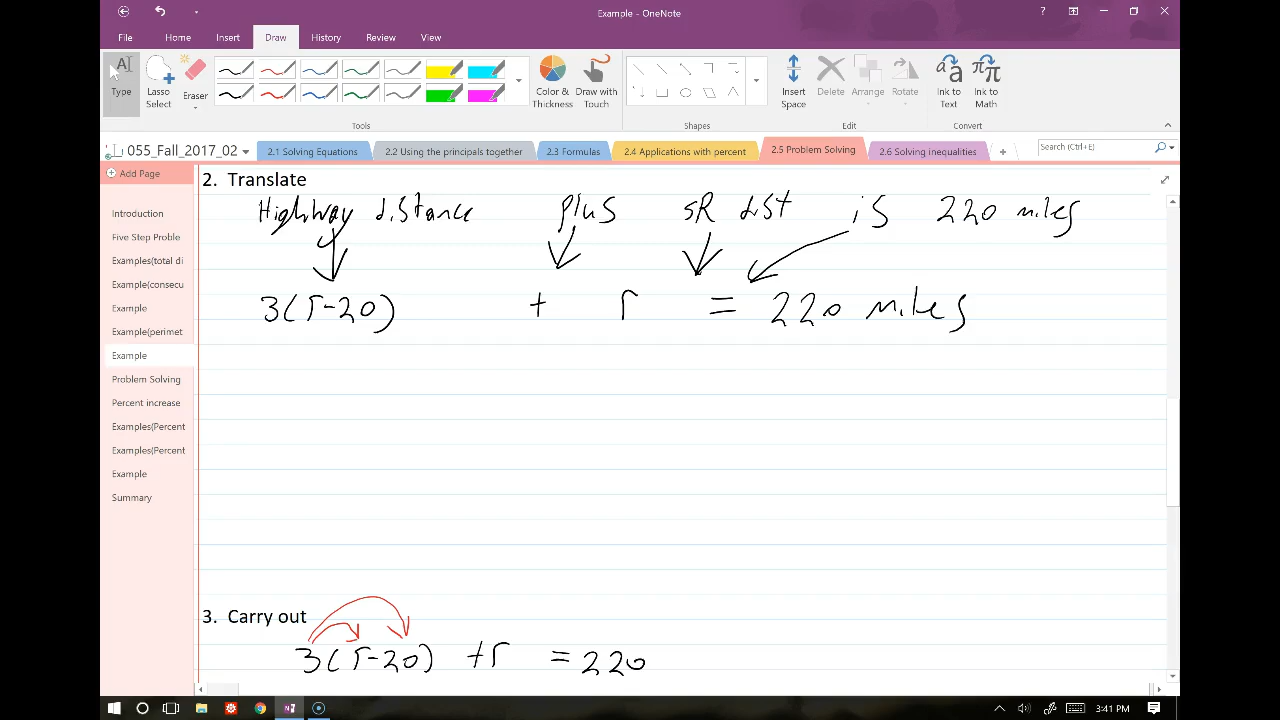 Example - OneNote
File Home Insert Draw History Review View
Type
Lasso Select
Eraser
Color & Thickness
Draw with Touch
Insert Space
Delete
Arrange
Rotate
Ink to Text
Ink to Math
Tools Shapes Edit Convert
055_Fall_2017_02
2.1 Solving Equations 2.2 Using the principals together 2.3 Formulas 2.4 Applications with percent 2.5 Problem Solving 2.6 Solving inequalities
Search (Ctrl+E)
Add Page
Introduction
Five Step Proble
Examples(total di
Examples(consecu
Example
Example(perimet
Example
Problem Solving
Percent increase
Examples(Percent
Examples(Percent
Example
Summary
2. Translate
Highway distance plus SR dist is 220 miles
3(r-20) + r = 220 miles
3. Carry out
3(r-20) +r = 220
3:41 PM